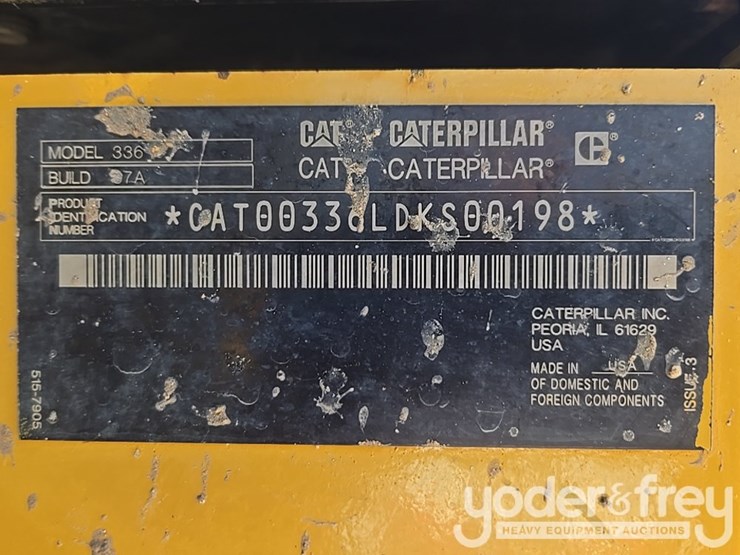 CAT CATERPILLAR®
CAT CATERPILLAR®
C®
MODEL 336
BUILD 07A
PRODUCT IDENTIFICATION NUMBER
*CAT00336LDKS00198*
CATERPILLAR INC.
PEORIA, IL 61629
USA
MADE IN USA
OF DOMESTIC AND
FOREIGN COMPONENTS
ISSUE 3
515-7905
yoder&frey
HEAVY EQUIPMENT AUCTIONS